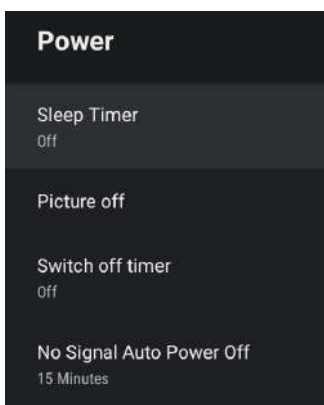 Power
Sleep Timer
Off
Picture off
Switch off timer
Off
No Signal Auto Power Off
15 Minutes